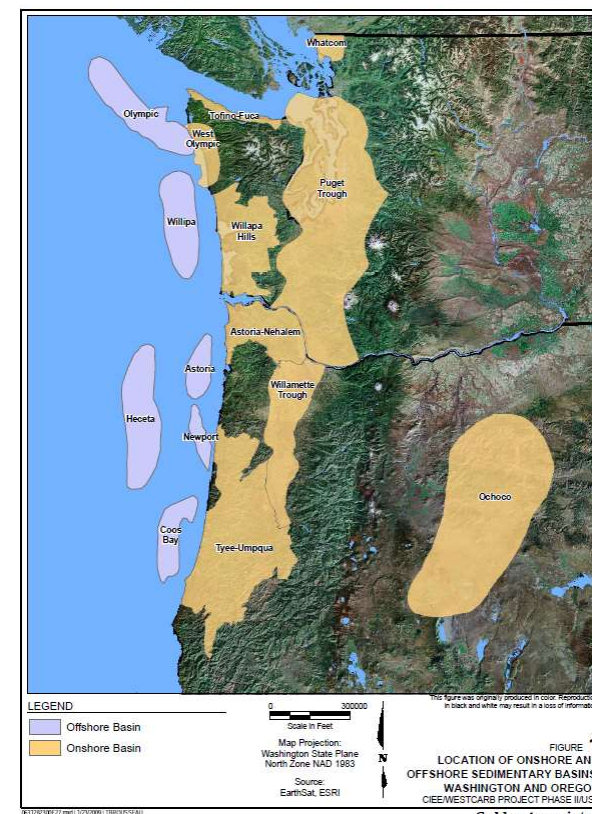 Whatcom
Olympic
Tofino-Fuca
West
Olympic
Puget
Trough
Willipa
Willapa
Hills
Astoria-Nehalem
Astoria
Willamette
Trough
Heceta
Newport
Ochoco
Coos
Bay
Tyee-Umpqua
LEGEND
Offshore Basin
Onshore Basin
0 300000
Scale in Feet
Map Projection:
Washington State Plane
North Zone NAD 1983
Source:
EarthSat, ESRI
N
This figure was originally produced in color. Reproductio
in black and white may result in a loss of informatio
FIGURE
LOCATION OF ONSHORE AN
OFFSHORE SEDIMENTARY BASINS
WASHINGTON AND OREGO
CIEE/WESTCARB PROJECT PHASE II/US